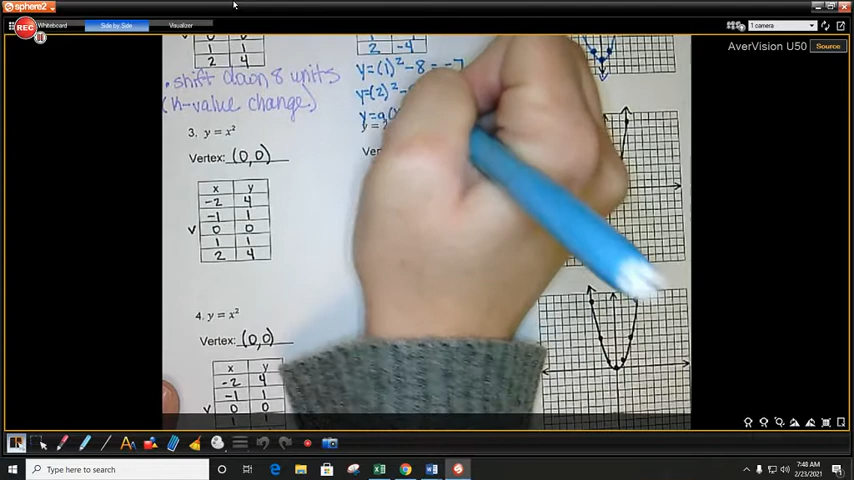 sphere2
REC
Whiteboard
Side by Side
Visualizer
T camera
AverVision U50
Source
1 1
2 4
2 -4
• shift down 8 units
(k-value change)
y=(1)²-8=-7
y=(2)²-
3. y = x²
Vertex: (0,0)
x y
-2 4
-1 1
V 0 0
1 1
2 4
4. y = x²
Vertex: (0,0)
x y
-2 4
-1 1
V 0 0
Type here to search
7:48 AM
2/23/2021